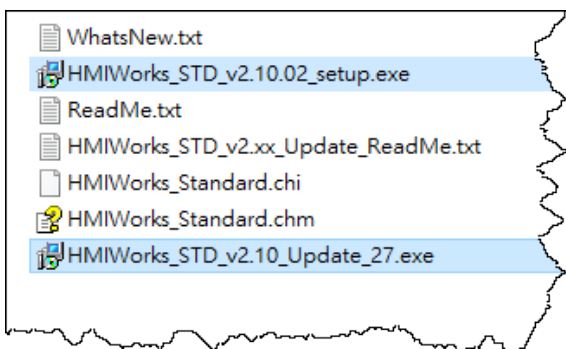 WhatsNew.txt
HMIWorks_STD_v2.10.02_setup.exe
ReadMe.txt
HMIWorks_STD_v2.xx_Update_ReadMe.txt
HMIWorks_Standard.chi
HMIWorks_Standard.chm
HMIWorks_STD_v2.10_Update_27.exe